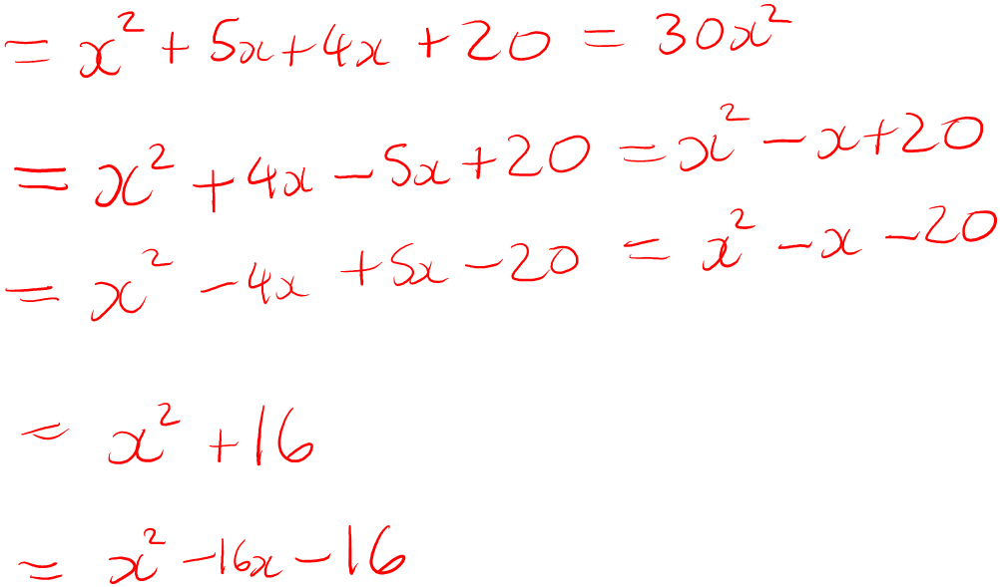 = x² + 5x + 4x + 20 = 30x²
= x² + 4x - 5x + 20 = x² - x + 20
= x² - 4x + 5x - 20 = x² - x - 20
= x² + 16
= x² - 16x - 16